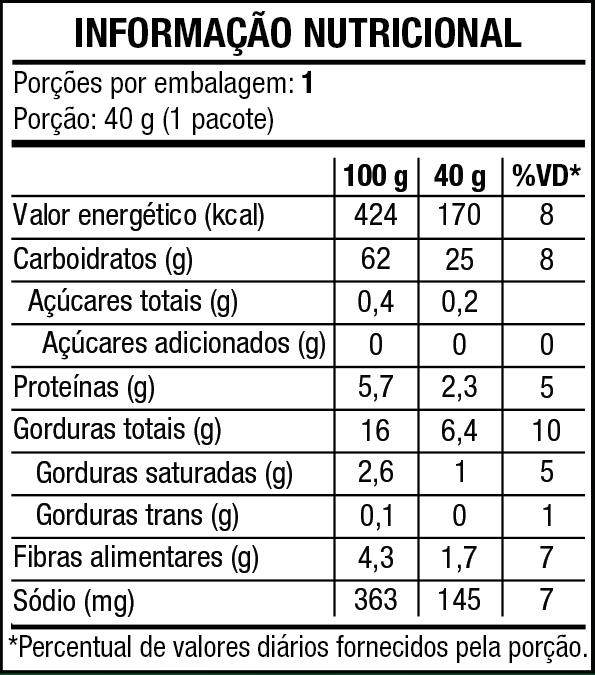 INFORMAÇÃO NUTRICIONAL
Porções por embalagem: 1
Porção: 40 g (1 pacote)
100 g 40 g %VD*
Valor energético (kcal) 424 170 8
Carboidratos (g) 62 25 8
Açúcares totais (g) 0,4 0,2
Açúcares adicionados (g) 0 0 0
Proteínas (g) 5,7 2,3 5
Gorduras totais (g) 16 6,4 10
Gorduras saturadas (g) 2,6 1 5
Gorduras trans (g) 0,1 0 1
Fibras alimentares (g) 4,3 1,7 7
Sódio (mg) 363 145 7
*Percentual de valores diários fornecidos pela porção.